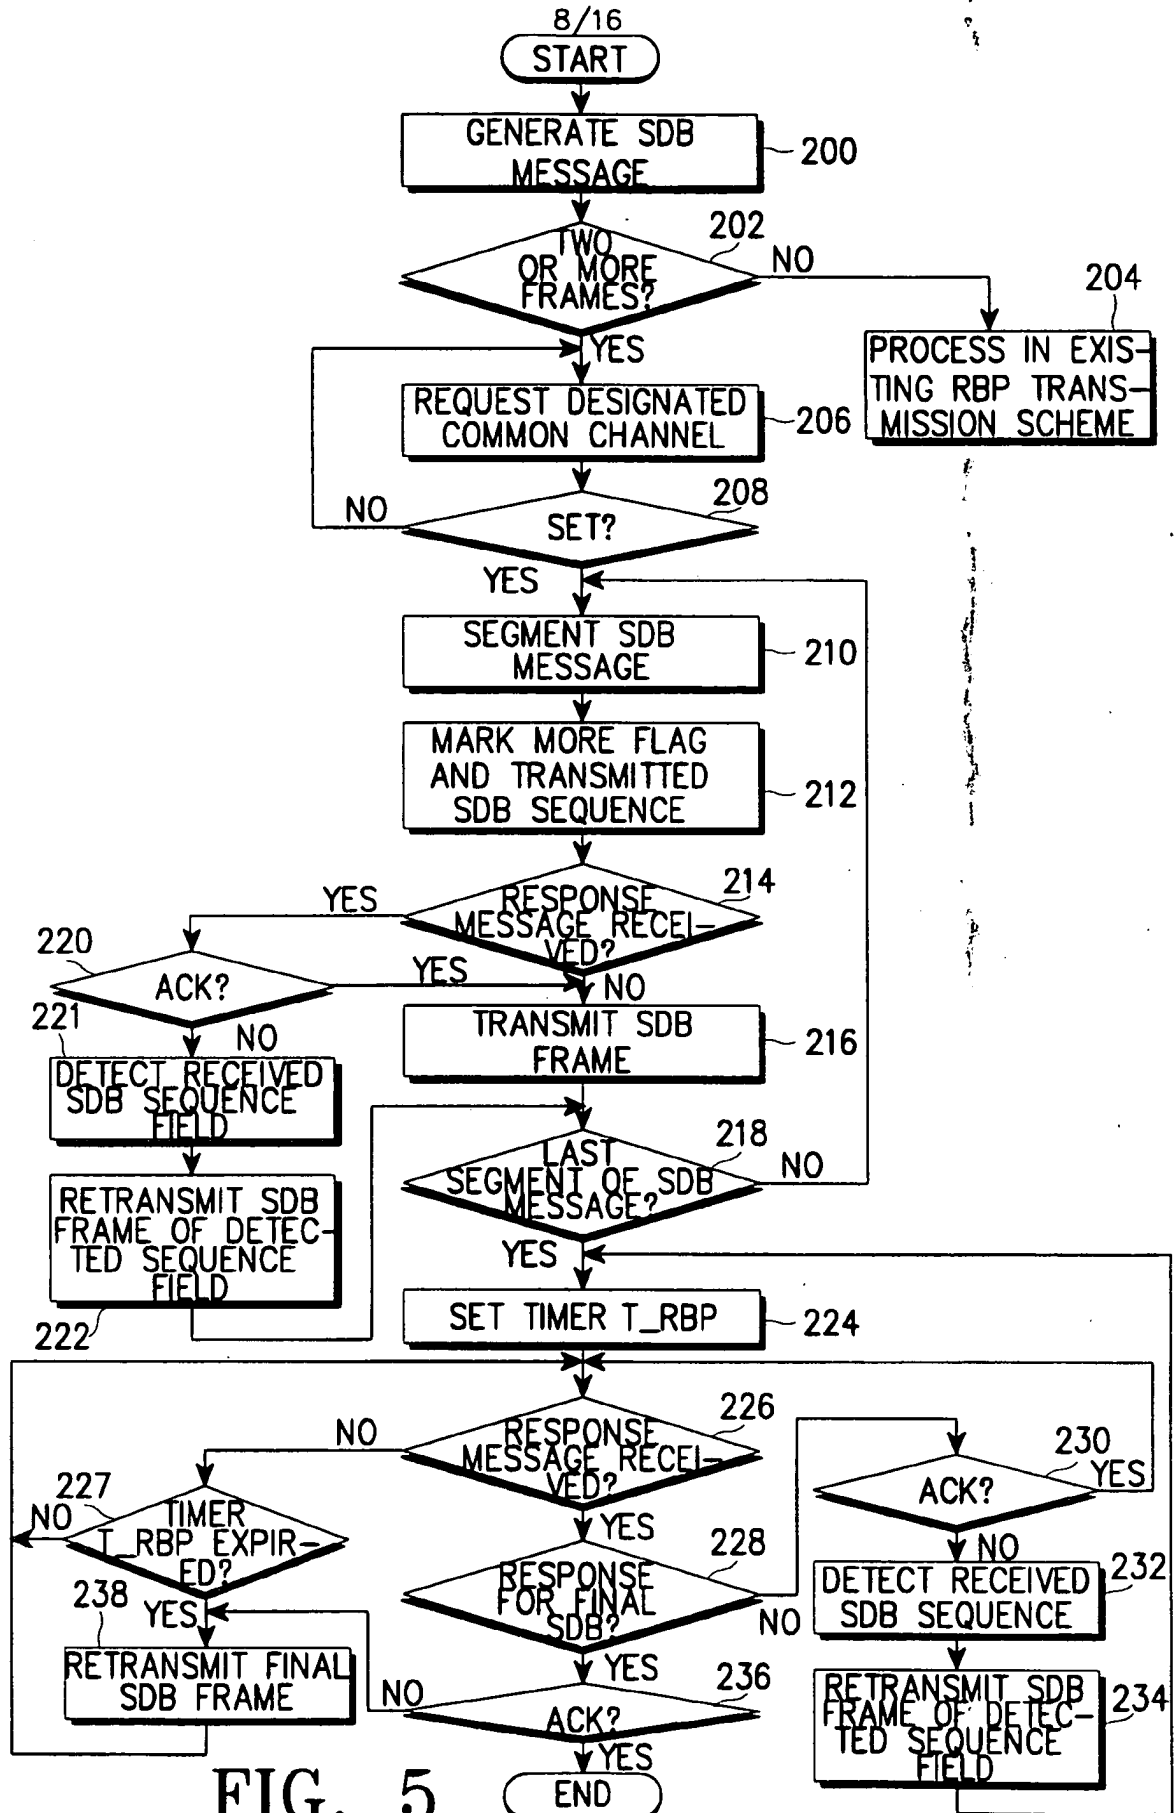 8/16
START
GENERATE SDB
MESSAGE
200
TWO
OR MORE
FRAMES?
202
NO
204
PROCESS IN EXIS-
TING RBP TRANS-
MISSION SCHEME
YES
REQUEST DESIGNATED
COMMON CHANNEL
206
208
NO
SET?
YES
SEGMENT SDB
MESSAGE
210
MARK MORE FLAG
AND TRANSMITTED
SDB SEQUENCE
212
214
YES
RESPONSE
MESSAGE RECEI-
VED?
220
ACK?
YES
NO
221
NO
TRANSMIT SDB
FRAME
216
DETECT RECEIVED
SDB SEQUENCE
FIELD
218
LAST
SEGMENT OF SDB
MESSAGE?
NO
RETRANSMIT SDB
FRAME OF DETEC-
TED SEQUENCE
FIELD
222
YES
SET TIMER T_RBP
224
226
NO
RESPONSE
MESSAGE RECEI-
VED?
230
ACK?
YES
227
NO
TIMER
T_RBP EXPIR-
ED?
YES
228
RESPONSE
FOR FINAL
SDB?
NO
NO
DETECT RECEIVED
SDB SEQUENCE
232
238
YES
RETRANSMIT FINAL
SDB FRAME
YES
236
NO
ACK?
RETRANSMIT SDB
FRAME OF DETEC-
TED SEQUENCE
FIELD
234
YES
END
FIG. 5